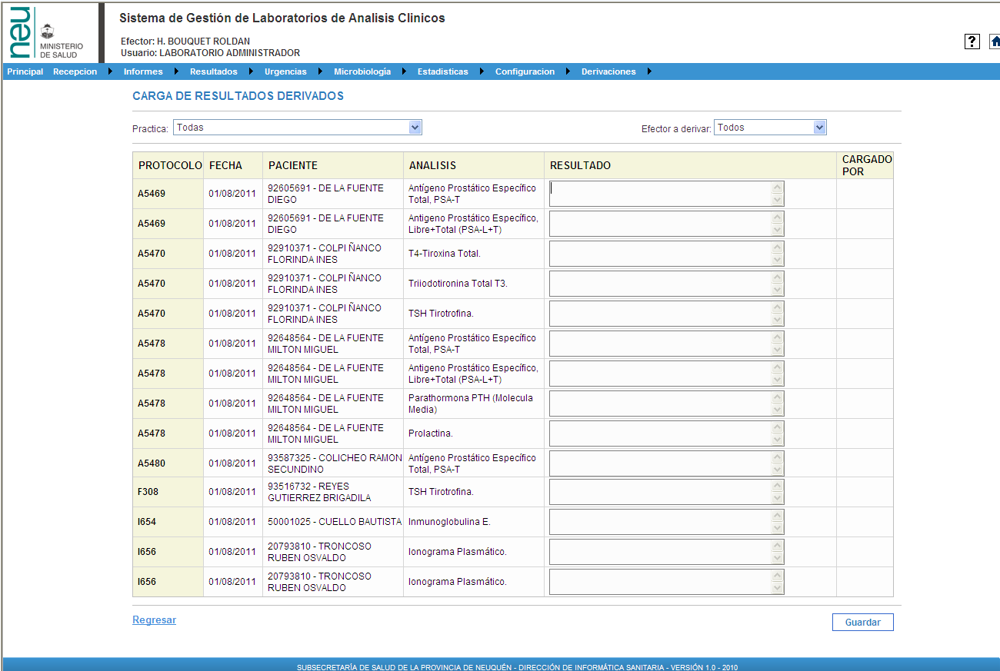 neu
MINISTERIO
DE SALUD
Sistema de Gestión de Laboratorios de Analisis Clinicos
Efector: H. BOUQUET ROLDAN
Usuario: LABORATORIO ADMINISTRADOR
?
Principal Recepcion Informes Resultados Urgencias Microbiología Estadisticas Configuracion Derivaciones
CARGA DE RESULTADOS DERIVADOS
Practica: Todas Efector a derivar: Todos
PROTOCOLO FECHA PACIENTE ANALISIS RESULTADO CARGADO
POR
A5469 01/08/2011 92605691 - DE LA FUENTE
DIEGO
Antígeno Prostático Específico
Total, PSA-T
A5469 01/08/2011 92605691 - DE LA FUENTE
DIEGO
Antigeno Prostático Específico,
Libre+Total (PSA-L+T)
A5470 01/08/2011 92910371 - COLPI ÑANCO
FLORINDA INES
T4-Tiroxina Total.
A5470 01/08/2011 92910371 - COLPI ÑANCO
FLORINDA INES
Triiodotironina Total T3.
A5470 01/08/2011 92910371 - COLPI ÑANCO
FLORINDA INES
TSH Tirotrofina.
A5478 01/08/2011 92648564 - DE LA FUENTE
MILTON MIGUEL
Antígeno Prostático Específico
Total, PSA-T
A5478 01/08/2011 92648564 - DE LA FUENTE
MILTON MIGUEL
Antigeno Prostático Específico,
Libre+Total (PSA-L+T)
A5478 01/08/2011 92648564 - DE LA FUENTE
MILTON MIGUEL
Parathormona PTH (Molecula
Media)
A5478 01/08/2011 92648564 - DE LA FUENTE
MILTON MIGUEL
Prolactina.
A5480 01/08/2011 93587325 - COLICHEO RAMON
SECUNDINO
Antígeno Prostático Específico
Total, PSA-T
F308 01/08/2011 93516732 - REYES
GUTIERREZ BRIGADILA
TSH Tirotrofina.
I654 01/08/2011 50001025 - CUELLO BAUTISTA Inmunoglobulina E.
I656 01/08/2011 20793810 - TRONCOSO
RUBEN OSVALDO
Ionograma Plasmático.
I656 01/08/2011 20793810 - TRONCOSO
RUBEN OSVALDO
Ionograma Plasmático.
Regresar Guardar
SUBSECRETARÍA DE SALUD DE LA PROVINCIA DE NEUQUÉN - DIRECCIÓN DE INFORMÁTICA SANITARIA - VERSIÓN 1.0 - 2010